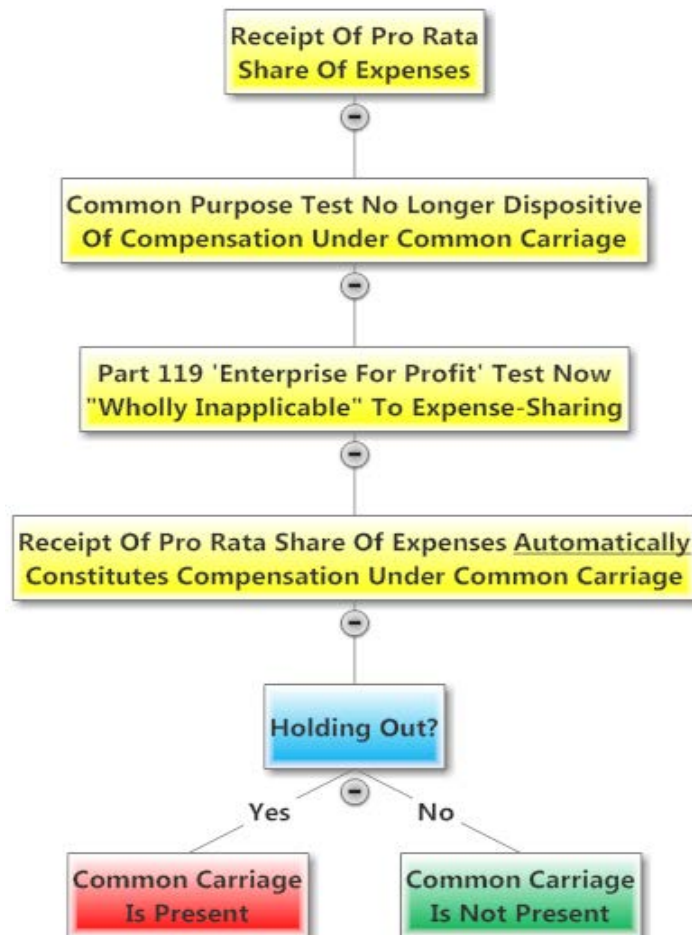 Receipt Of Pro Rata
Share Of Expenses
Common Purpose Test No Longer Dispositive
Of Compensation Under Common Carriage
Part 119 'Enterprise For Profit' Test Now
"Wholly Inapplicable" To Expense-Sharing
Receipt Of Pro Rata Share Of Expenses Automatically
Constitutes Compensation Under Common Carriage
Holding Out?
Yes
No
Common Carriage
Is Present
Common Carriage
Is Not Present